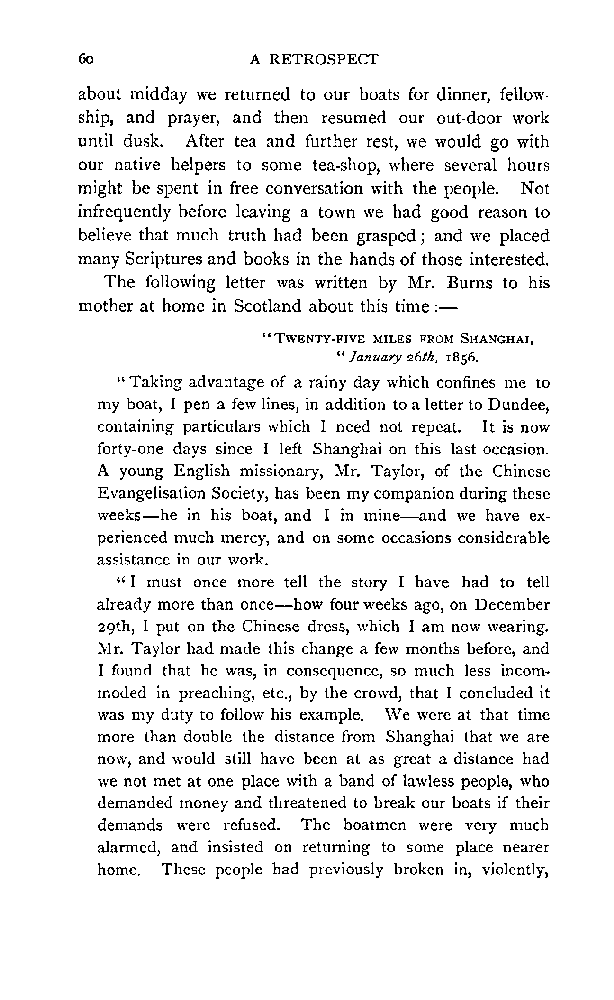 60 A RETROSPECT
about midday we returned to our boats for dinner, fellow-
ship, and prayer, and then resumed our out-door work
until dusk. After tea and further rest, we would go with
our native helpers to some tea-shop, where several hours
might be spent in free conversation with the people. Not
infrequently before leaving a town we had good reason to
believe that much truth had been grasped; and we placed
many Scriptures and books in the hands of those interested.
The following letter was written by Mr. Burns to his
mother at home in Scotland about this time:—
"TWENTY-FIVE MILES FROM SHANGHAI,
"January 26th, 1856.
"Taking advantage of a rainy day which confines me to
my boat, I pen a few lines, in addition to a letter to Dundee,
containing particulars which I need not repeat. It is now
forty-one days since I left Shanghai on this last occasion.
A young English missionary, Mr. Taylor, of the Chinese
Evangelisation Society, has been my companion during these
weeks—he in his boat, and I in mine—and we have ex-
perienced much mercy, and on some occasions considerable
assistance in our work.
"I must once more tell the story I have had to tell
already more than once—how four weeks ago, on December
29th, I put on the Chinese dress, which I am now wearing.
Mr. Taylor had made this change a few months before, and
I found that he was, in consequence, so much less incom-
moded in preaching, etc., by the crowd, that I concluded it
was my duty to follow his example. We were at that time
more than double the distance from Shanghai that we are
now, and would still have been at as great a distance had
we not met at one place with a band of lawless people, who
demanded money and threatened to break our boats if their
demands were refused. The boatmen were very much
alarmed, and insisted on returning to some place nearer
home. These people had previously broken in, violently,